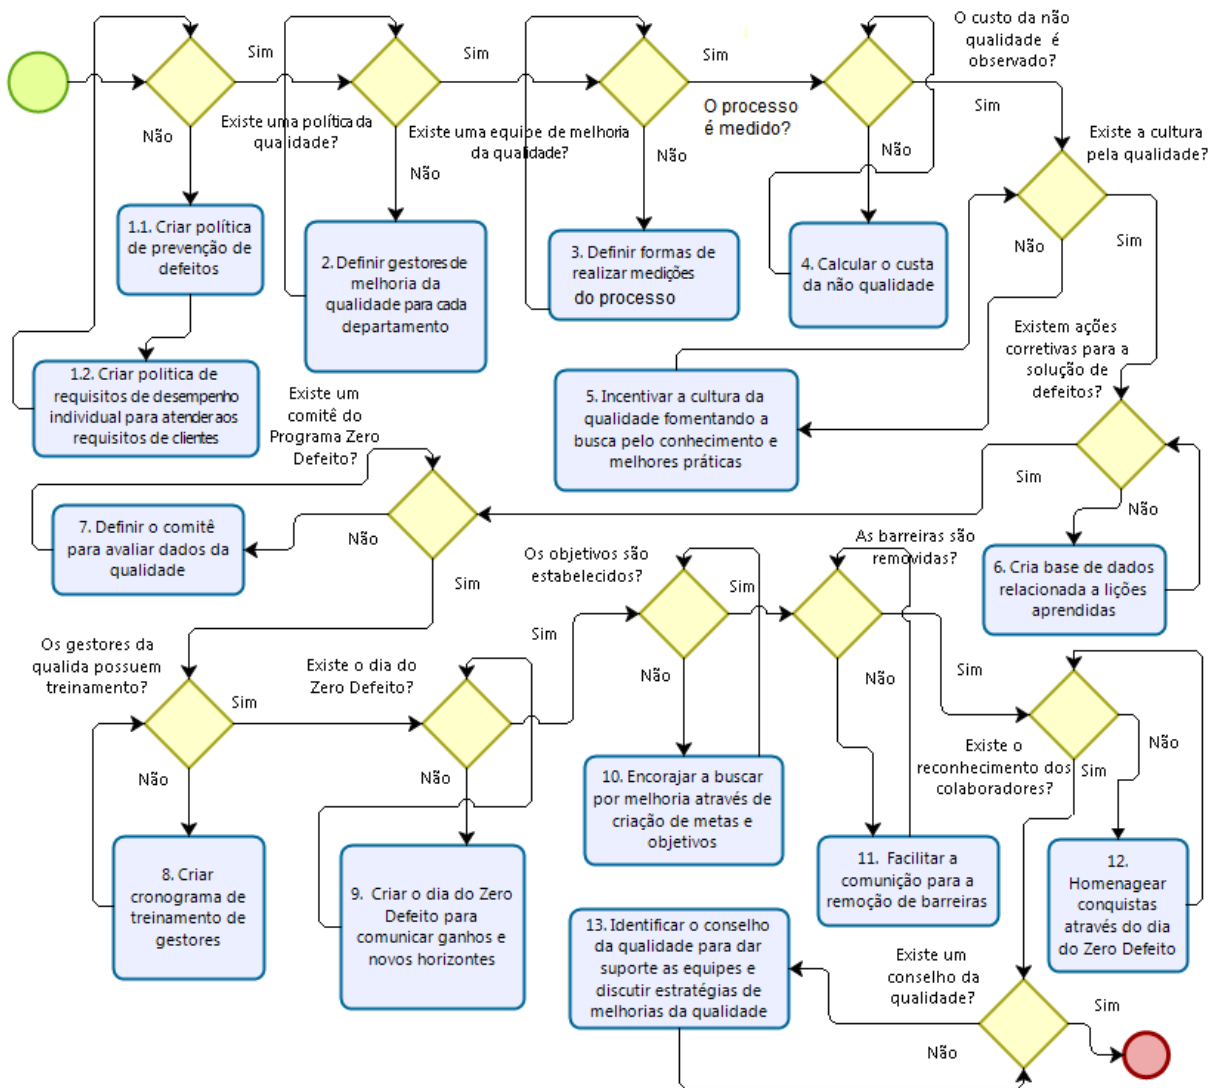 Sim
Sim
Sim
O custo da não
qualidade é
observado?
Sim
Não
Existe uma política da
qualidade?
Não
Existe uma equipe de melhoria
da qualidade?
Não
O processo
é medido?
Não
Existe a cultura
pela qualidade?
Não
Sim
1.1. Criar política
de prevenção de
defeitos
2. Definir gestores de
melhoria da
qualidade para cada
departamento
3. Definir formas de
realizar medições
do processo
4. Calcular o custa
da não qualidade
1.2. Criar politica de
requisitos de desempenho
individual para atender aos
requisitos de clientes
Existe um
comitê do
Programa Zero
Defeito?
5. Incentivar a cultura da
qualidade fomentando a
busca pelo conhecimento e
melhores práticas
Existem ações
corretivas para a
solução de
defeitos?
Sim
Não
7. Definir o comitê
para avaliar dados da
qualidade
Não
Sim
6. Cria base de dados
relacionada a lições
aprendidas
Os objetivos são
estabelecidos?
As barreiras são
removidas?
Os gestores da
qualida possuem
treinamento?
Sim
Não
Existe o dia do
Zero Defeito?
Sim
Não
Sim
Não
Sim
Não
Existe o
reconhecimento dos
colaboradores?
Não
Sim
8. Criar
cronograma de
treinamento de
gestores
9. Criar o dia do Zero
Defeito para
comunicar ganhos e
novos horizontes
10. Encorajar a buscar
por melhoria através de
criação de metas e
objetivos
11. Facilitar a
comunição para a
remoção de barreiras
12.
Homenagear
conquistas
através do dia
do Zero Defeito
13. Identificar o conselho
da qualidade para dar
suporte as equipes e
discutir estratégias de
melhorias da qualidade
Existe um
conselho da
qualidade?
Não
Sim